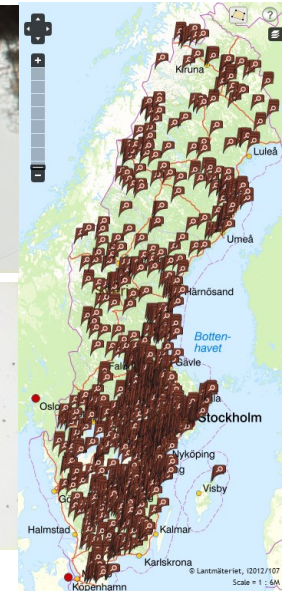 ?
+
Kiruna
Luleå
Umeå
Härnösand
Botten-
havet
Gävle
Oslo
Stockholm
Nyköping
Visby
Halmstad
Kalmar
Karlskrona
© Lantmäteriet, i2012/107
Scale = 1 : 6M